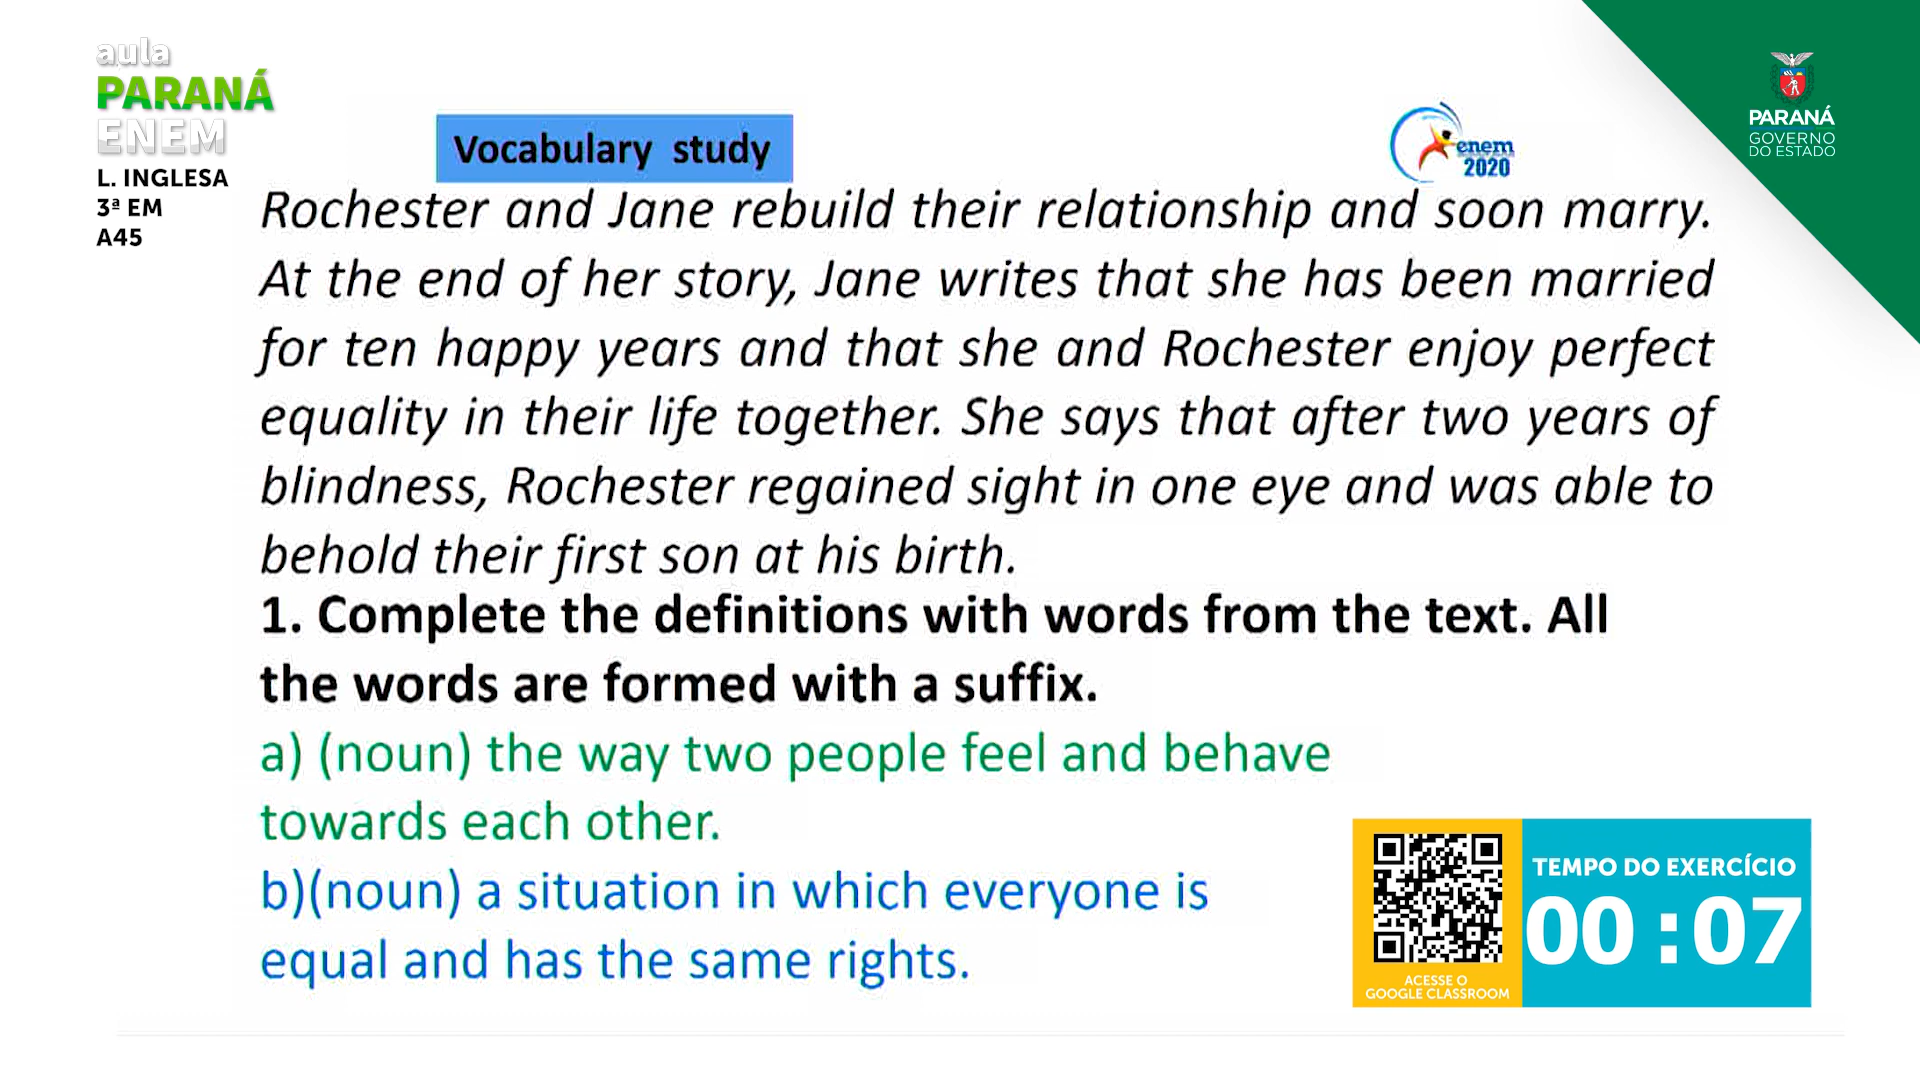 aula
PARANÁ
ENEM
L. INGLESA
3ª EM
A45
Vocabulary study
enem
2020
PARANÁ
GOVERNO
DO ESTADO
Rochester and Jane rebuild their relationship and soon marry.
At the end of her story, Jane writes that she has been married
for ten happy years and that she and Rochester enjoy perfect
equality in their life together. She says that after two years of
blindness, Rochester regained sight in one eye and was able to
behold their first son at his birth.
1. Complete the definitions with words from the text. All
the words are formed with a suffix.
a) (noun) the way two people feel and behave
towards each other.
b)(noun) a situation in which everyone is
equal and has the same rights.
ACESSE O
GOOGLE CLASSROOM
TEMPO DO EXERCÍCIO
00 : 07